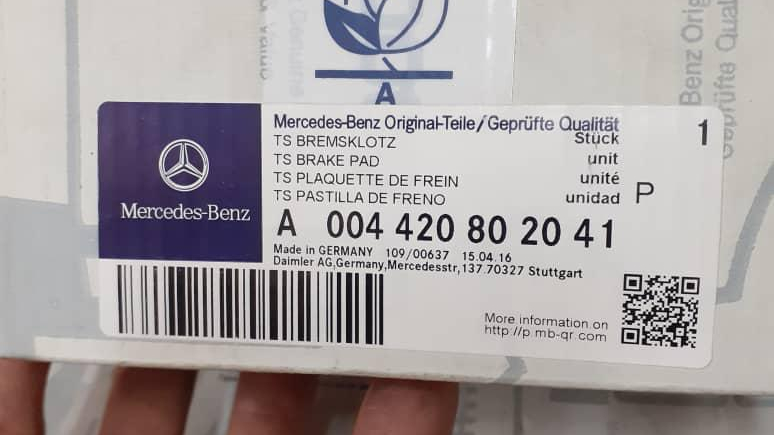 A
Benz Orig
Geprüfte Qual
Mercedes-Benz
Mercedes-Benz Original-Teile/Geprüfte Qualität
1
TS BREMSKLOTZ Stück
TS BRAKE PAD unit
TS PLAQUETTE DE FREIN unité
TS PASTILLA DE FRENO unidad P
A 004 420 80 20 41
Made in GERMANY 109/00637 15.04.16
Daimler AG,Germany,Mercedesstr,137.70327 Stuttgart
More information on
http://p.mb-qr.com